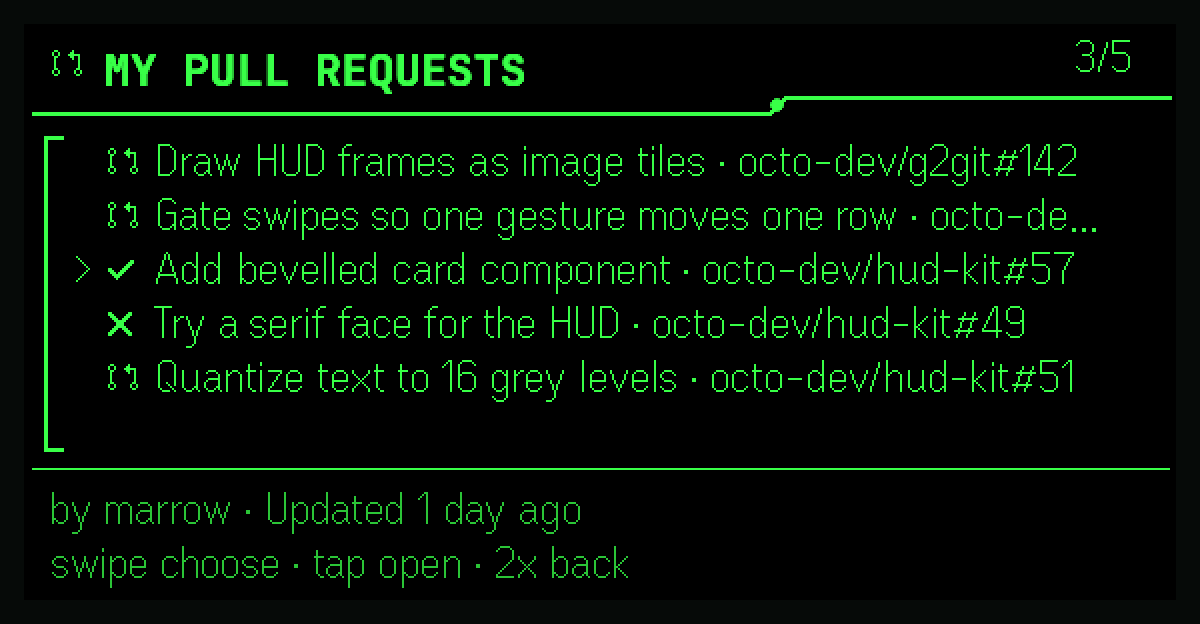 MY PULL REQUESTS
3/5
Draw HUD frames as image tiles · octo-dev/g2git#142
Gate swipes so one gesture moves one row · octo-de...
> Add bevelled card component · octo-dev/hud-kit#57
Try a serif face for the HUD · octo-dev/hud-kit#49
Quantize text to 16 grey levels · octo-dev/hud-kit#51
by marrow · Updated 1 day ago
swipe choose · tap open · 2x back